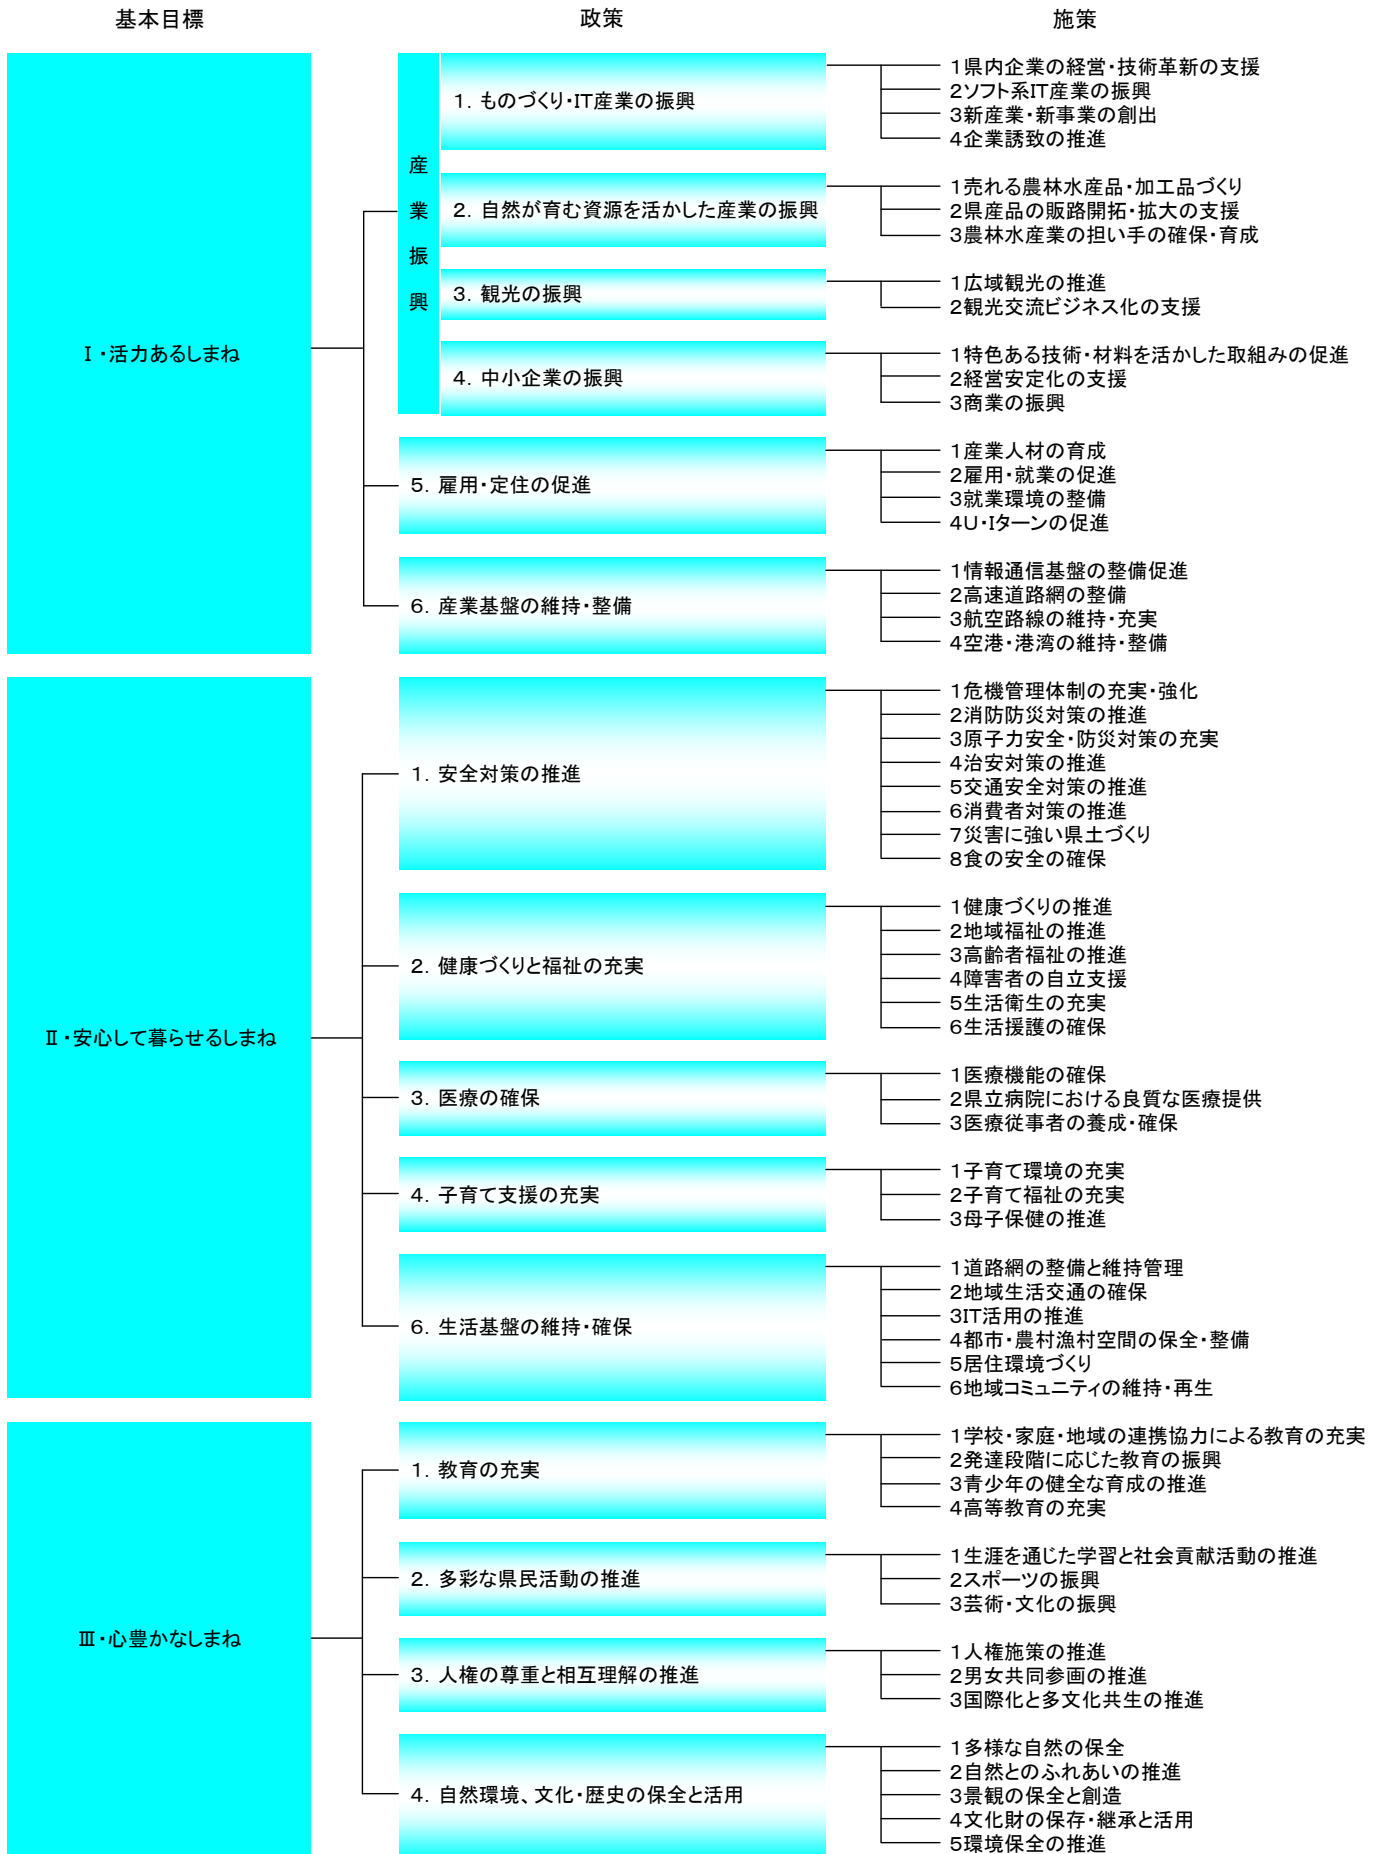 基本目標
政策
施策
Ⅰ・活力あるしまね
産業振興
1. ものづくり・IT産業の振興
1県内企業の経営・技術革新の支援
2ソフト系IT産業の振興
3新産業・新事業の創出
4企業誘致の推進
2. 自然が育む資源を活かした産業の振興
1売れる農林水産品・加工品づくり
2県産品の販路開拓・拡大の支援
3農林水産業の担い手の確保・育成
3. 観光の振興
1広域観光の推進
2観光交流ビジネス化の支援
4. 中小企業の振興
1特色ある技術・材料を活かした取組みの促進
2経営安定化の支援
3商業の振興
5. 雇用・定住の促進
1産業人材の育成
2雇用・就業の促進
3就業環境の整備
4U・Iターンの促進
6. 産業基盤の維持・整備
1情報通信基盤の整備促進
2高速道路網の整備
3航空路線の維持・充実
4空港・港湾の維持・整備
Ⅱ・安心して暮らせるしまね
1. 安全対策の推進
1危機管理体制の充実・強化
2消防防災対策の推進
3原子力安全・防災対策の充実
4治安対策の推進
5交通安全対策の推進
6消費者対策の推進
7災害に強い県土づくり
8食の安全の確保
2. 健康づくりと福祉の充実
1健康づくりの推進
2地域福祉の推進
3高齢者福祉の推進
4障害者の自立支援
5生活衛生の充実
6生活援護の確保
3. 医療の確保
1医療機能の確保
2県立病院における良質な医療提供
3医療従事者の養成・確保
4. 子育て支援の充実
1子育て環境の充実
2子育て福祉の充実
3母子保健の推進
6. 生活基盤の維持・確保
1道路網の整備と維持管理
2地域生活交通の確保
3IT活用の推進
4都市・農村漁村空間の保全・整備
5居住環境づくり
6地域コミュニティの維持・再生
Ⅲ・心豊かなしまね
1. 教育の充実
1学校・家庭・地域の連携協力による教育の充実
2発達段階に応じた教育の振興
3青少年の健全な育成の推進
4高等教育の充実
2. 多彩な県民活動の推進
1生涯を通じた学習と社会貢献活動の推進
2スポーツの振興
3芸術・文化の振興
3. 人権の尊重と相互理解の推進
1人権施策の推進
2男女共同参画の推進
3国際化と多文化共生の推進
4. 自然環境、文化・歴史の保全と活用
1多様な自然の保全
2自然とのふれあいの推進
3景観の保全と創造
4文化財の保存・継承と活用
5環境保全の推進